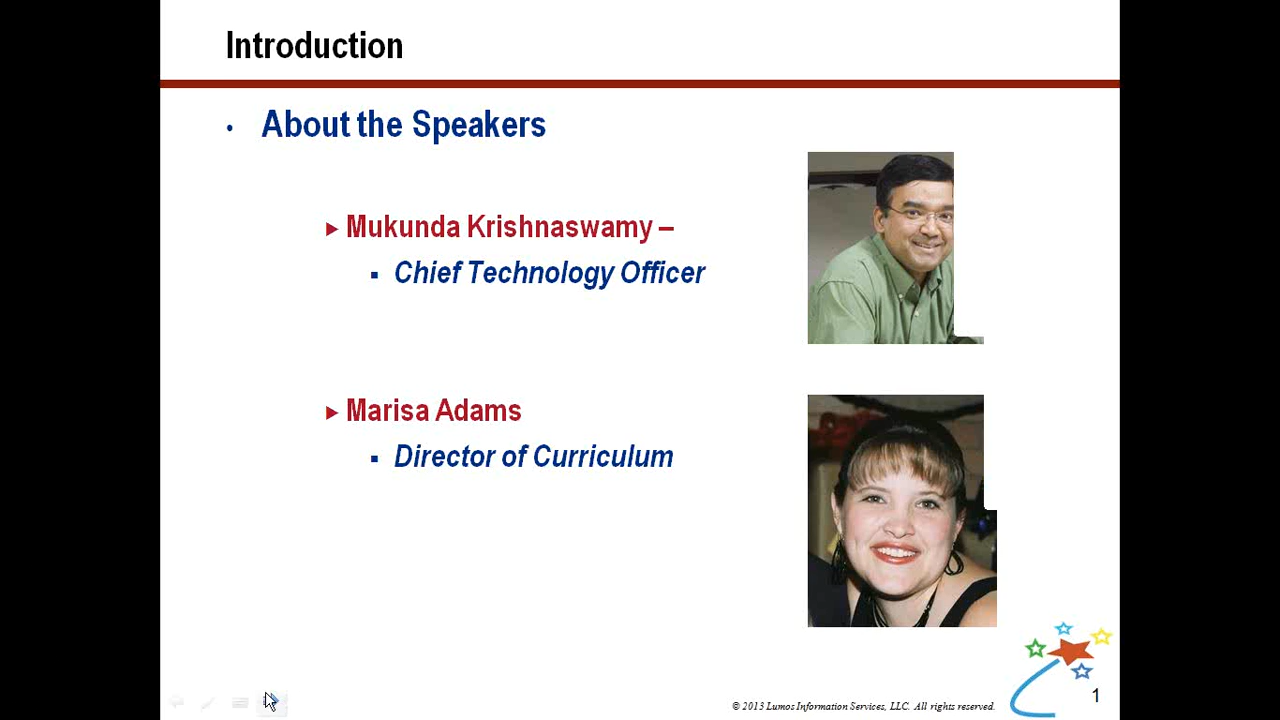 Introduction
• About the Speakers
▶ Mukunda Krishnaswamy –
▪ Chief Technology Officer
▶ Marisa Adams
▪ Director of Curriculum
© 2013 Lumos Information Services, LLC. All rights reserved.
1